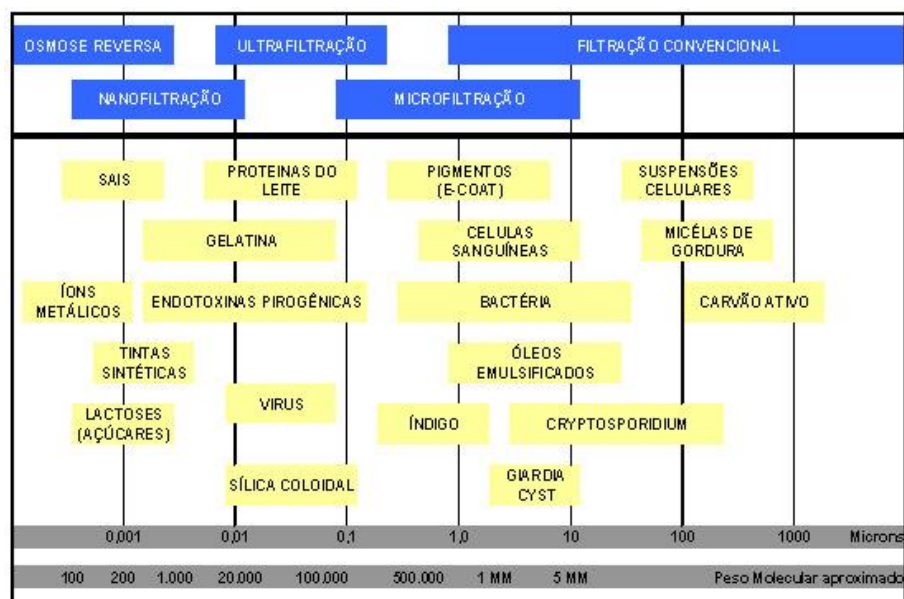 OSMOSE REVERSA
ULTRAFILTRAÇÃO
FILTRAÇÃO CONVENCIONAL
NANOFILTRAÇÃO
MICROFILTRAÇÃO
SAIS
PROTEINAS DO
LEITE
PIGMENTOS
(E-COAT)
SUSPENSÕES
CELULARES
GELATINA
CELULAS
SANGUÍNEAS
MICÉLAS DE
GORDURA
ÍONS
METÁLICOS
ENDOTOXINAS PIROGÊNICAS
BACTÉRIA
CARVÃO ATIVO
TINTAS
SINTÉTICAS
ÓLEOS
EMULSIFICADOS
LACTOSES
(AÇÚCARES)
VIRUS
ÍNDIGO
CRYPTOSPORIDIUM
SÍLICA COLOIDAL
GIARDIA
CYST
0,001 0,01 0,1 1,0 10 100 1000 Microns
100 200 1.000 20.000 100.000 500.000 1 MM 5 MM Peso Molecular aproximado